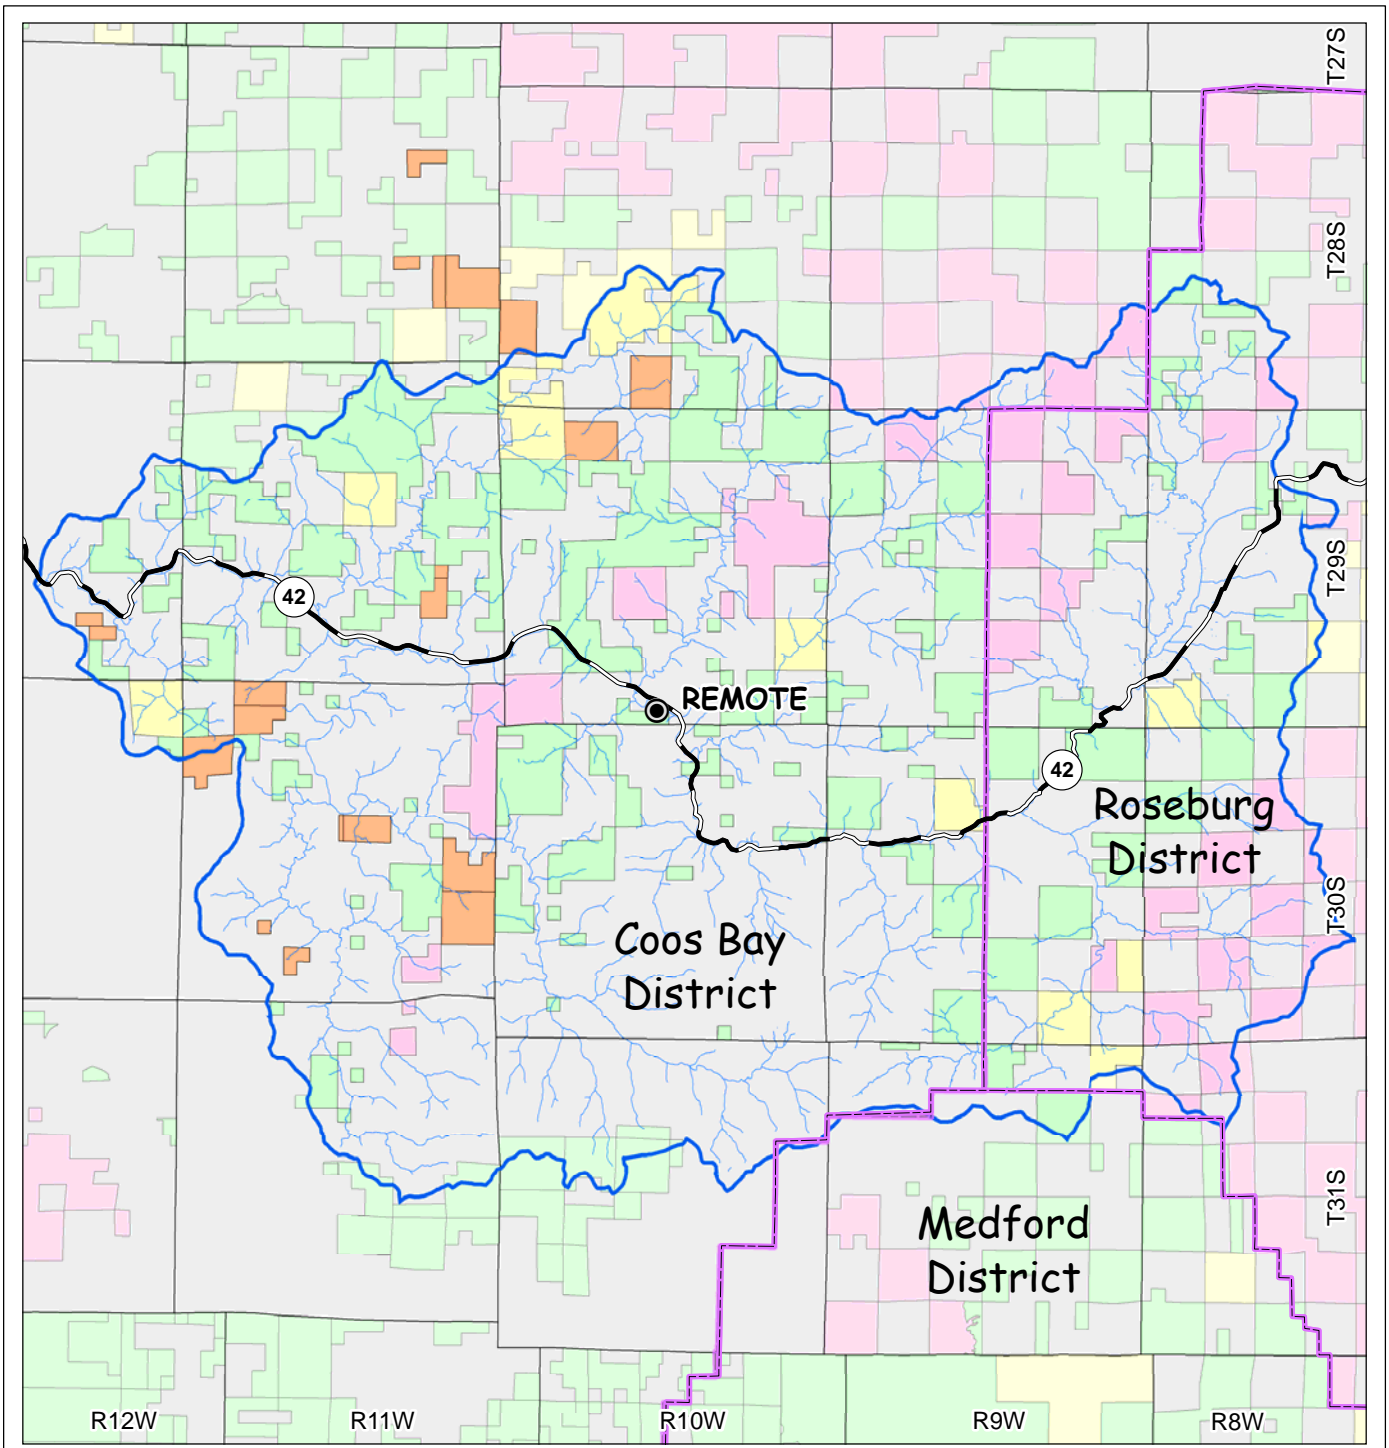 T27S
T28S
T29S
42
REMOTE
42
Roseburg
District
T30S
Coos Bay
District
T31S
Medford
District
R12W
R11W
R10W
R9W
R8W